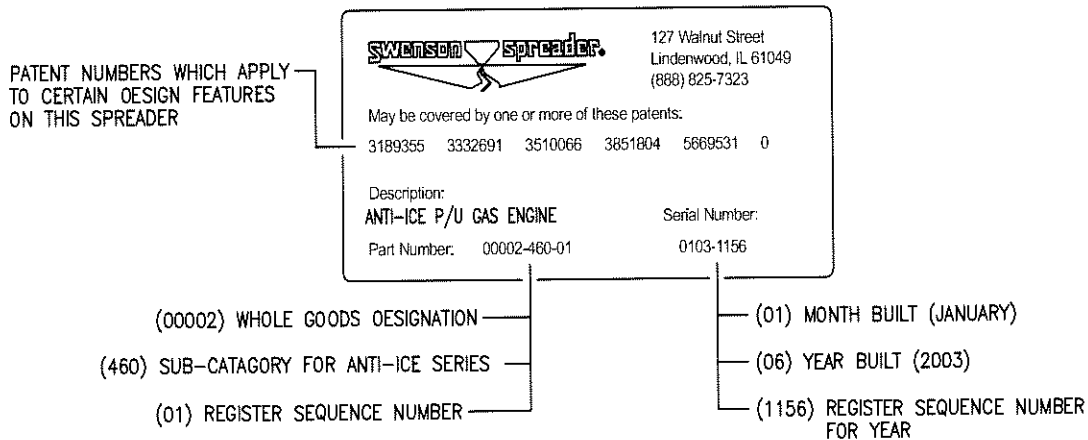 swenson spreader.
127 Walnut Street
Lindenwood, IL 61049
(888) 825-7323
PATENT NUMBERS WHICH APPLY
TO CERTAIN OESIGN FEATURES
ON THIS SPREADER
May be covered by one or more of these patents:
3189355 3332691 3510066 3851804 5669531 0
Description:
ANTI-ICE P/U GAS ENGINE
Serial Number:
Part Number: 00002-460-01
0103-1156
(00002) WHOLE GOODS OESIGNATION
(460) SUB-CATAGORY FOR ANTI-ICE SERIES
(01) REGISTER SEQUENCE NUMBER
(01) MONTH BUILT (JANUARY)
(06) YEAR BUILT (2003)
(1156) REGISTER SEQUENCE NUMBER
FOR YEAR